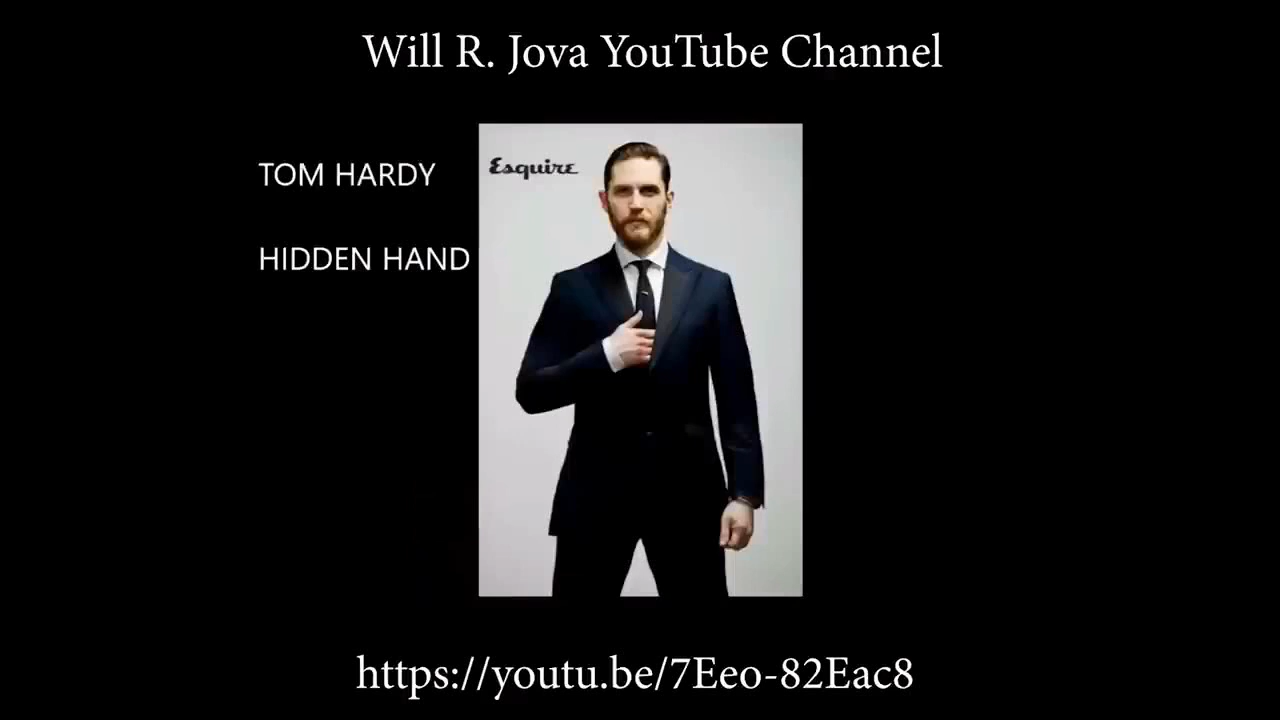 Will R. Jova YouTube Channel
TOM HARDY
Esquire
HIDDEN HAND
https://youtu.be/7Eeo-82Eac8